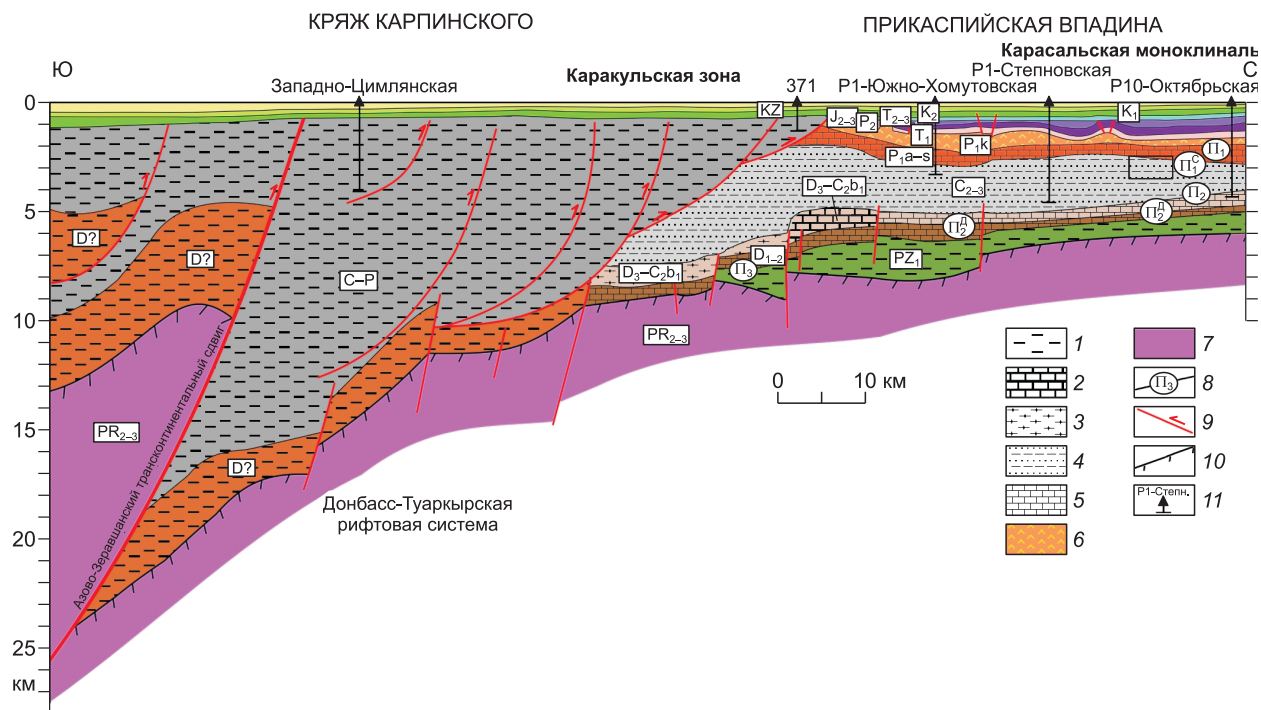 КРЯЖ КАРПИНСКОГО
ПРИКАСПИЙСКАЯ ВПАДИНА
Карасальская моноклиналь
Ю
Каракульская зона
Р1-Степновская
С
Западно-Цимлянская
371
Р1-Южно-Хомутовская
Р10-Октябрьская
0
5
10
15
20
25
км
KZ
J₂₋₃
P₂
T₂₋₃
K₂
K₁
T₁
P₁k
P₁a–s
П₁
П₁ᶜ
D₃–C₂b₁
C₂₋₃
П₂
П₂ᴰ
П₂ᴰ
D?
D?
D₁₋₂
PZ₁
C–P
D₃–C₂b₁
П₃
PR₂₋₃
PR₂₋₃
D?
Азово-Зеравшанский трансконтинентальный сдвиг
Донбасс-Туаркырская
рифтовая система
0 10 км
1
2
3
4
5
6
7
П₃ 8
9
10
Р1-Степн. 11